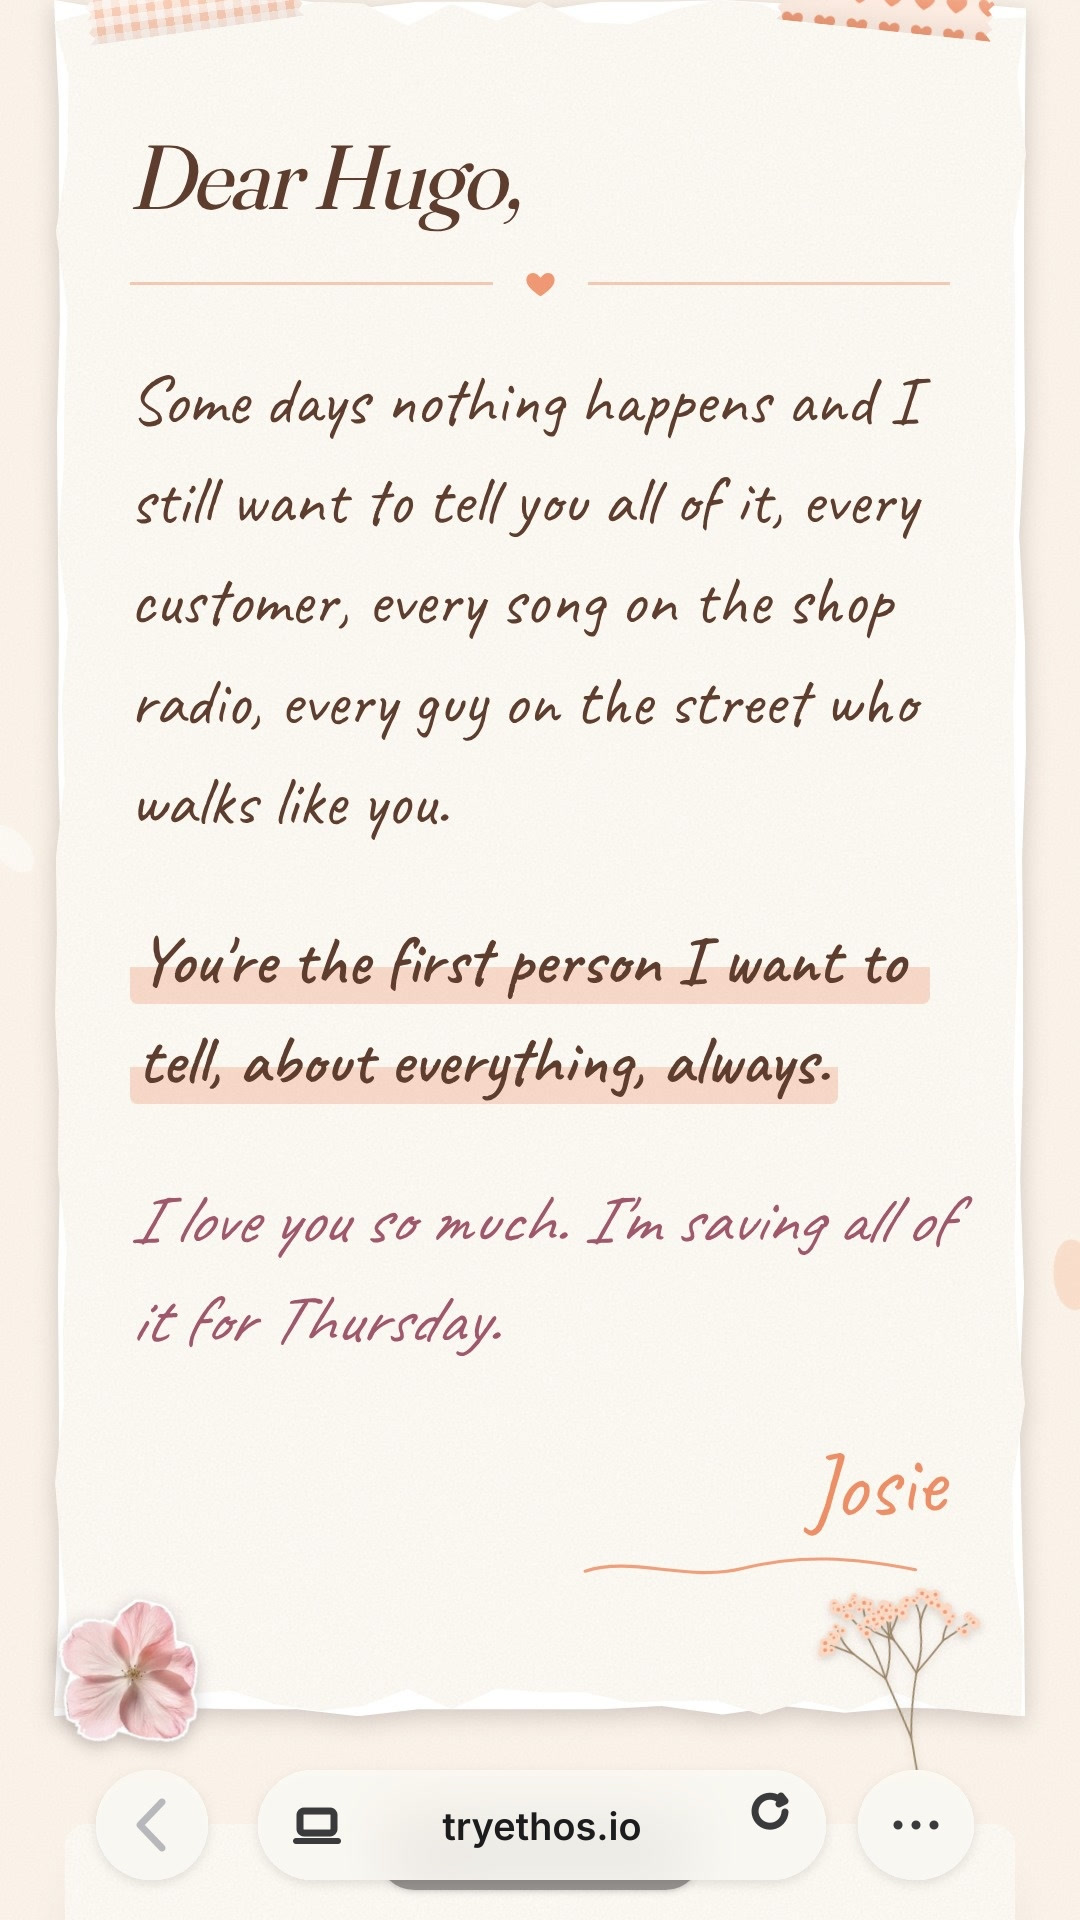 Dear Hugo,
Some days nothing happens and I
still want to tell you all of it, every
customer, every song on the shop
radio, every guy on the street who
walks like you.
You're the first person I want to
tell, about everything, always.
I love you so much. I'm saving all of
it for Thursday.
Josie
tryethos.io